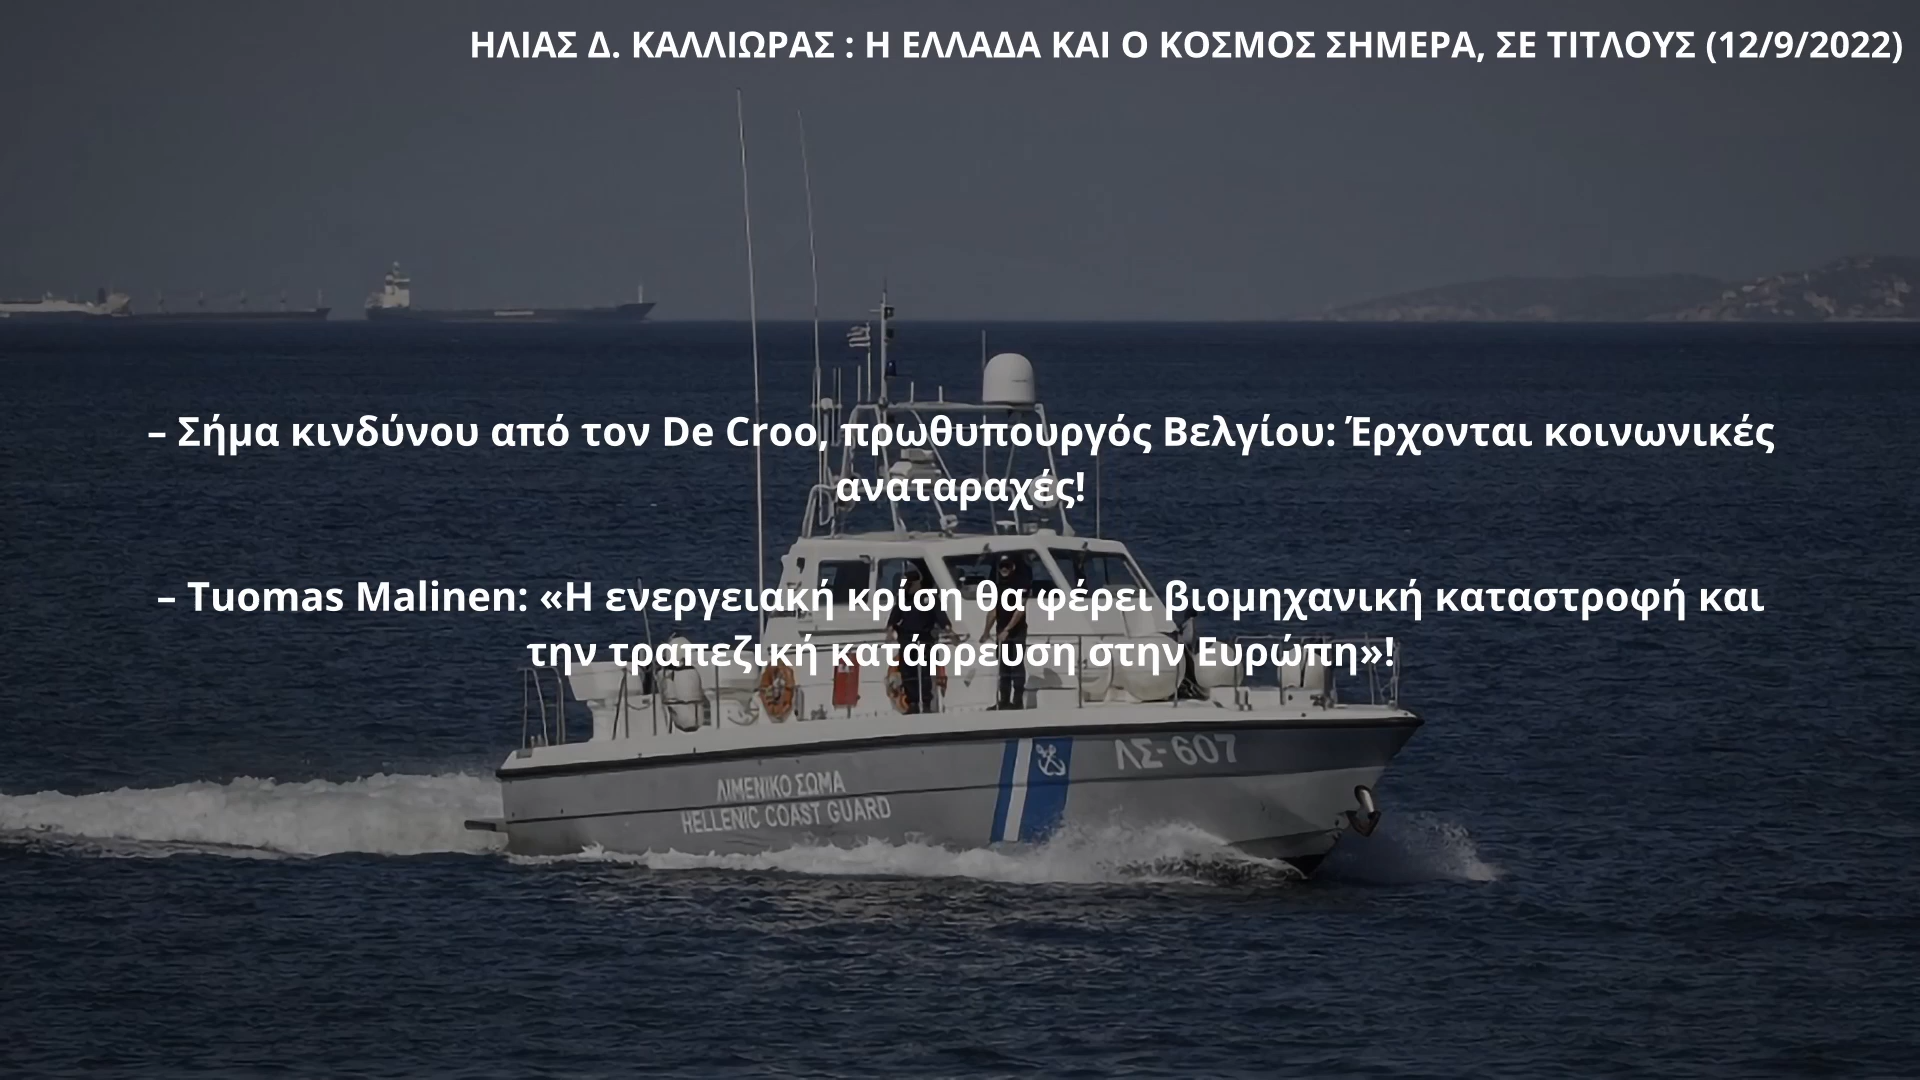 ΗΛΙΑΣ Δ. ΚΑΛΛΙΩΡΑΣ : Η ΕΛΛΑΔΑ ΚΑΙ Ο ΚΟΣΜΟΣ ΣΗΜΕΡΑ, ΣΕ ΤΙΤΛΟΥΣ (12/9/2022)
– Σήμα κινδύνου από τον De Croo, πρωθυπουργός Βελγίου: Έρχονται κοινωνικές
αναταραχές!
– Tuomas Malinen: «Η ενεργειακή κρίση θα φέρει βιομηχανική καταστροφή και
την τραπεζική κατάρρευση στην Ευρώπη»!
ΛΣ-607
ΛΙΜΕΝΙΚΟ ΣΩΜΑ
HELLENIC COAST GUARD